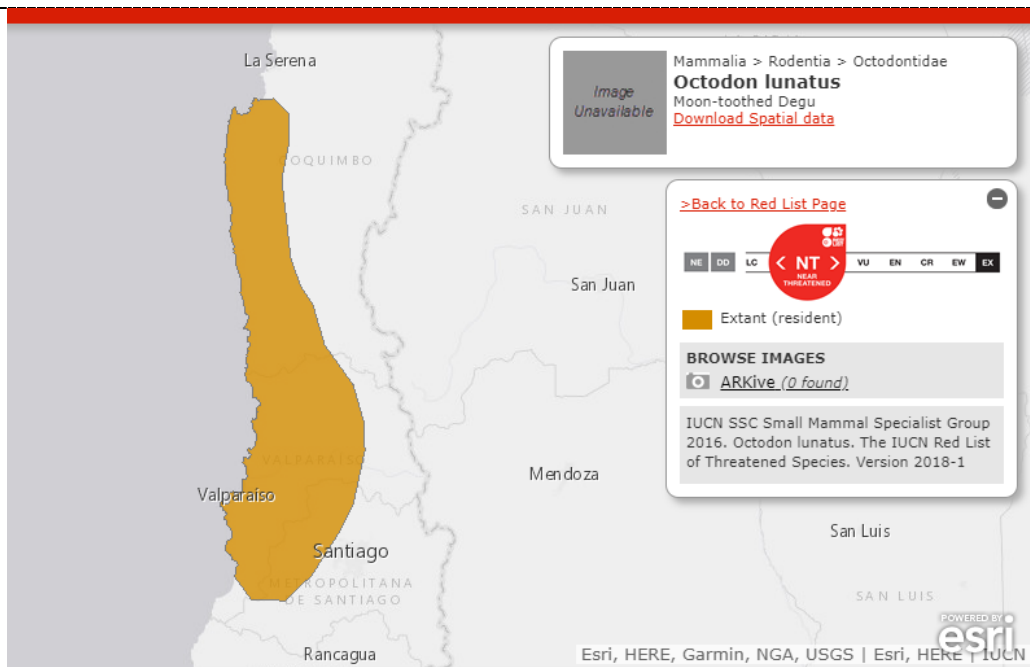 La Serena
COQUIMBO
SAN JUAN
San Juan
VALPARAÍSO
Valparaíso
Mendoza
Santiago
METROPOLITANA
DE SANTIAGO
Rancagua
San Luis
SAN LUIS
Image
Unavailable
Mammalia > Rodentia > Octodontidae
Octodon lunatus
Moon-toothed Degu
Download Spatial data
>Back to Red List Page
NE DD LC < NT > VU EN CR EW EX
NEAR
THREATENED
Extant (resident)
BROWSE IMAGES
ARKive (0 found)
IUCN SSC Small Mammal Specialist Group
2016. Octodon lunatus. The IUCN Red List
of Threatened Species. Version 2018-1
POWERED BY
esri
Esri, HERE, Garmin, NGA, USGS | Esri, HERE | IUCN